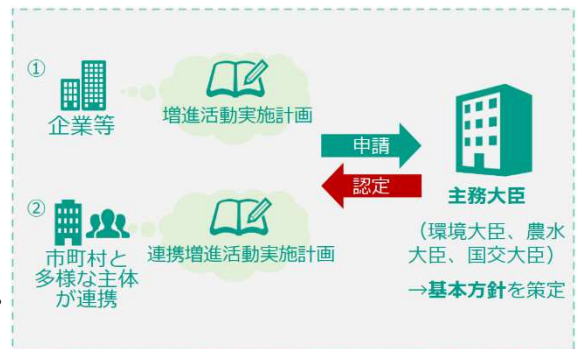 ①
企業等
増進活動実施計画
②
市町村と
多様な主体
が連携
連携増進活動実施計画
申請
認定
主務大臣
（環境大臣、農水
大臣、国交大臣）
→基本方針を策定